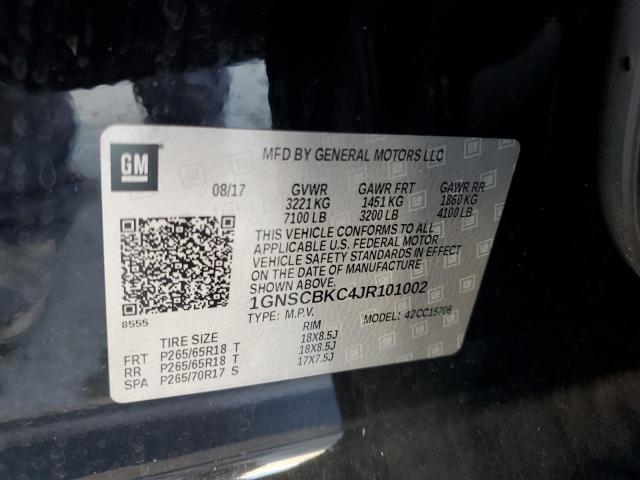 GM
MFD BY GENERAL MOTORS LLC
08/17 GVWR GAWR FRT GAWR RR
3221 KG 1451 KG 1860 KG
7100 LB 3200 LB 4100 LB
THIS VEHICLE CONFORMS TO ALL
APPLICABLE U.S. FEDERAL MOTOR
VEHICLE SAFETY STANDARDS IN EFFECT
ON THE DATE OF MANUFACTURE
SHOWN ABOVE.
1GNSCBKC4JR101002
8555
TYPE: M.P.V. MODEL: 42CC15706
TIRE SIZE RIM
FRT P265/65R18 T 18X8.5J
RR P265/65R18 T 18X8.5J
SPA P265/70R17 S 17X7.5J